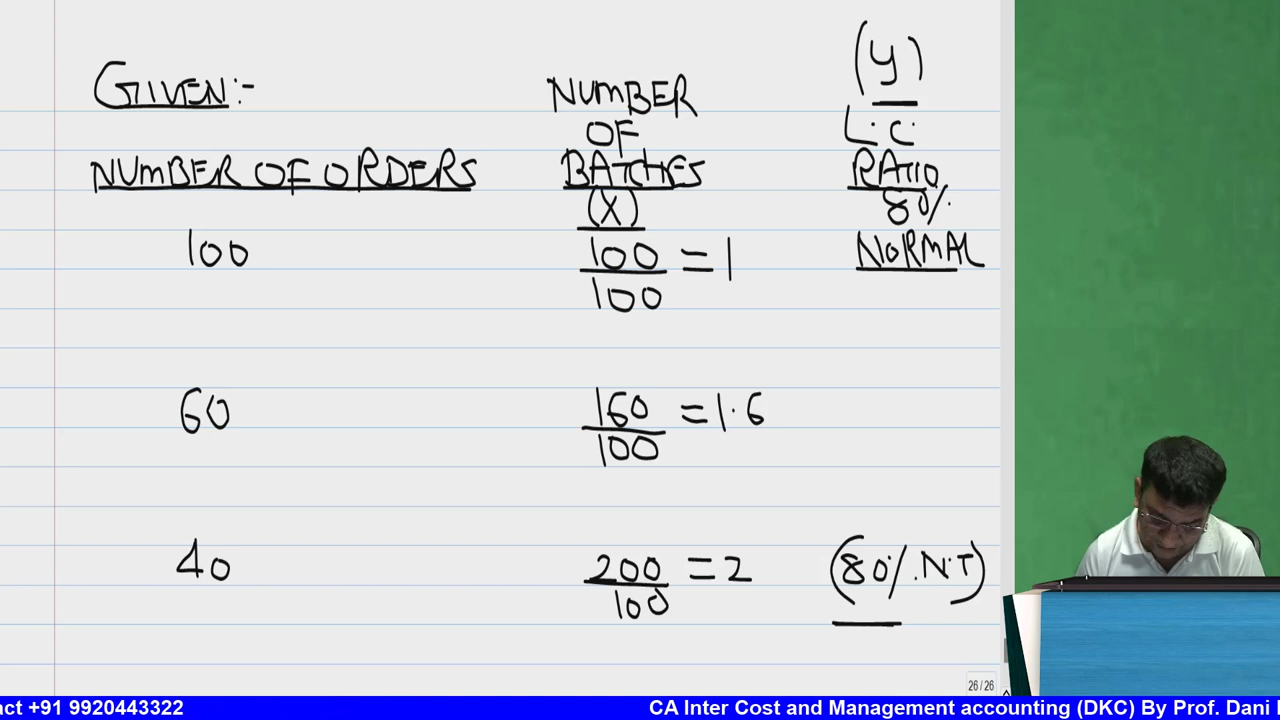 GIVEN:-
NUMBER OF ORDERS
NUMBER
OF
BATCHES
(X)
(y)
L.C.
RATIO
80%
NORMAL
100
100/100 = 1
60
160/100 = 1.6
40
200/100 = 2
(80% N.T)
26/26
act +91 9920443322
CA Inter Cost and Management accounting (DKC) By Prof. Dani